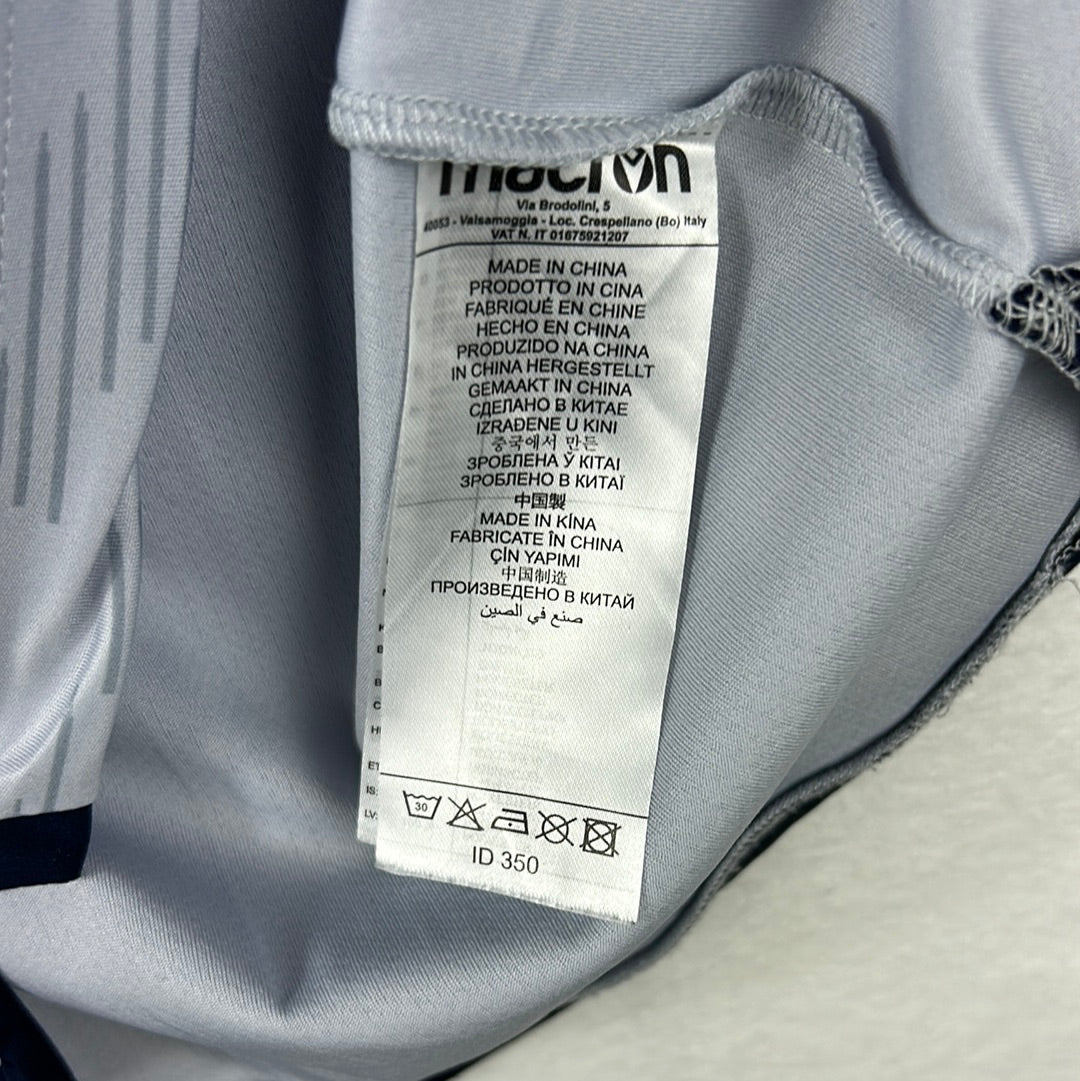 macron
Via Brodolini, 5
40053 - Valsamoggia - Loc. Crespellano (Bo) Italy
VAT N. IT 01675921207
MADE IN CHINA
PRODOTTO IN CINA
FABRIQUÉ EN CHINE
HECHO EN CHINA
PRODUZIDO NA CHINA
IN CHINA HERGESTELLT
GEMAAKT IN CHINA
СДЕЛАНО В КИТАЕ
IZRAĐENE U KINI
중국에서 만든
ЗРОБЛЕНА Ў КІТАІ
ЗРОБЛЕНО В КИТАЇ
中国製
MADE IN KÍNA
FABRICATE ÎN CHINA
ÇİN YAPIMI
中国制造
ПРОИЗВЕДЕНО В КИТАЙ
صنع في الصين
30
ID 350
ET
IS:
LV: